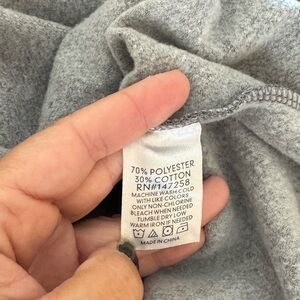 70% POLYESTER
30% COTTON
RN#147258
MACHINE WASH COLD
WITH LIKE COLORS
ONLY NON-CHLORINE
BLEACH WHEN NEEDED
TUMBLE DRY LOW
WARM IRON IF NEEDED
MADE IN CHINA